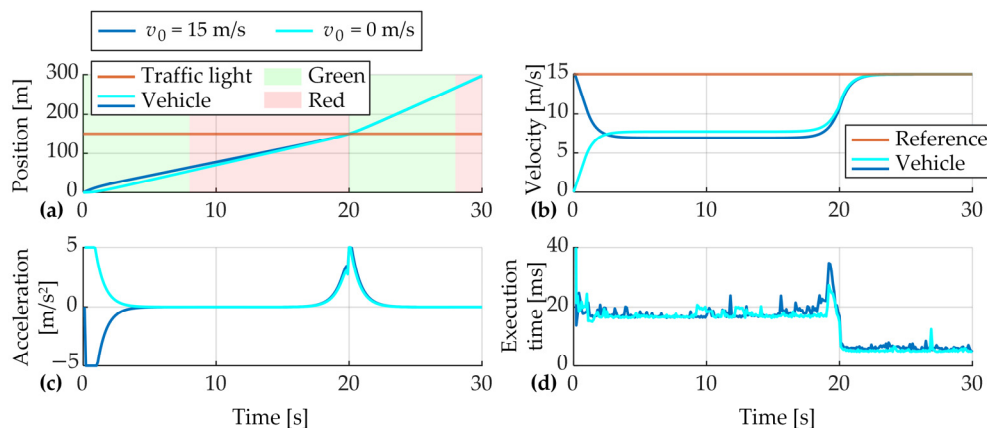 v₀ = 15 m/s v₀ = 0 m/s
Traffic light Green
Vehicle Red
Position [m]
300
200
100
0
0 10 20 30
(a)
Velocity [m/s]
15
10
5
0
0 10 20 30
Reference
Vehicle
(b)
Acceleration
[m/s²]
5
0
−5
0 10 20 30
(c)
Time [s]
Execution
time [ms]
40
20
0
0 10 20 30
(d)
Time [s]